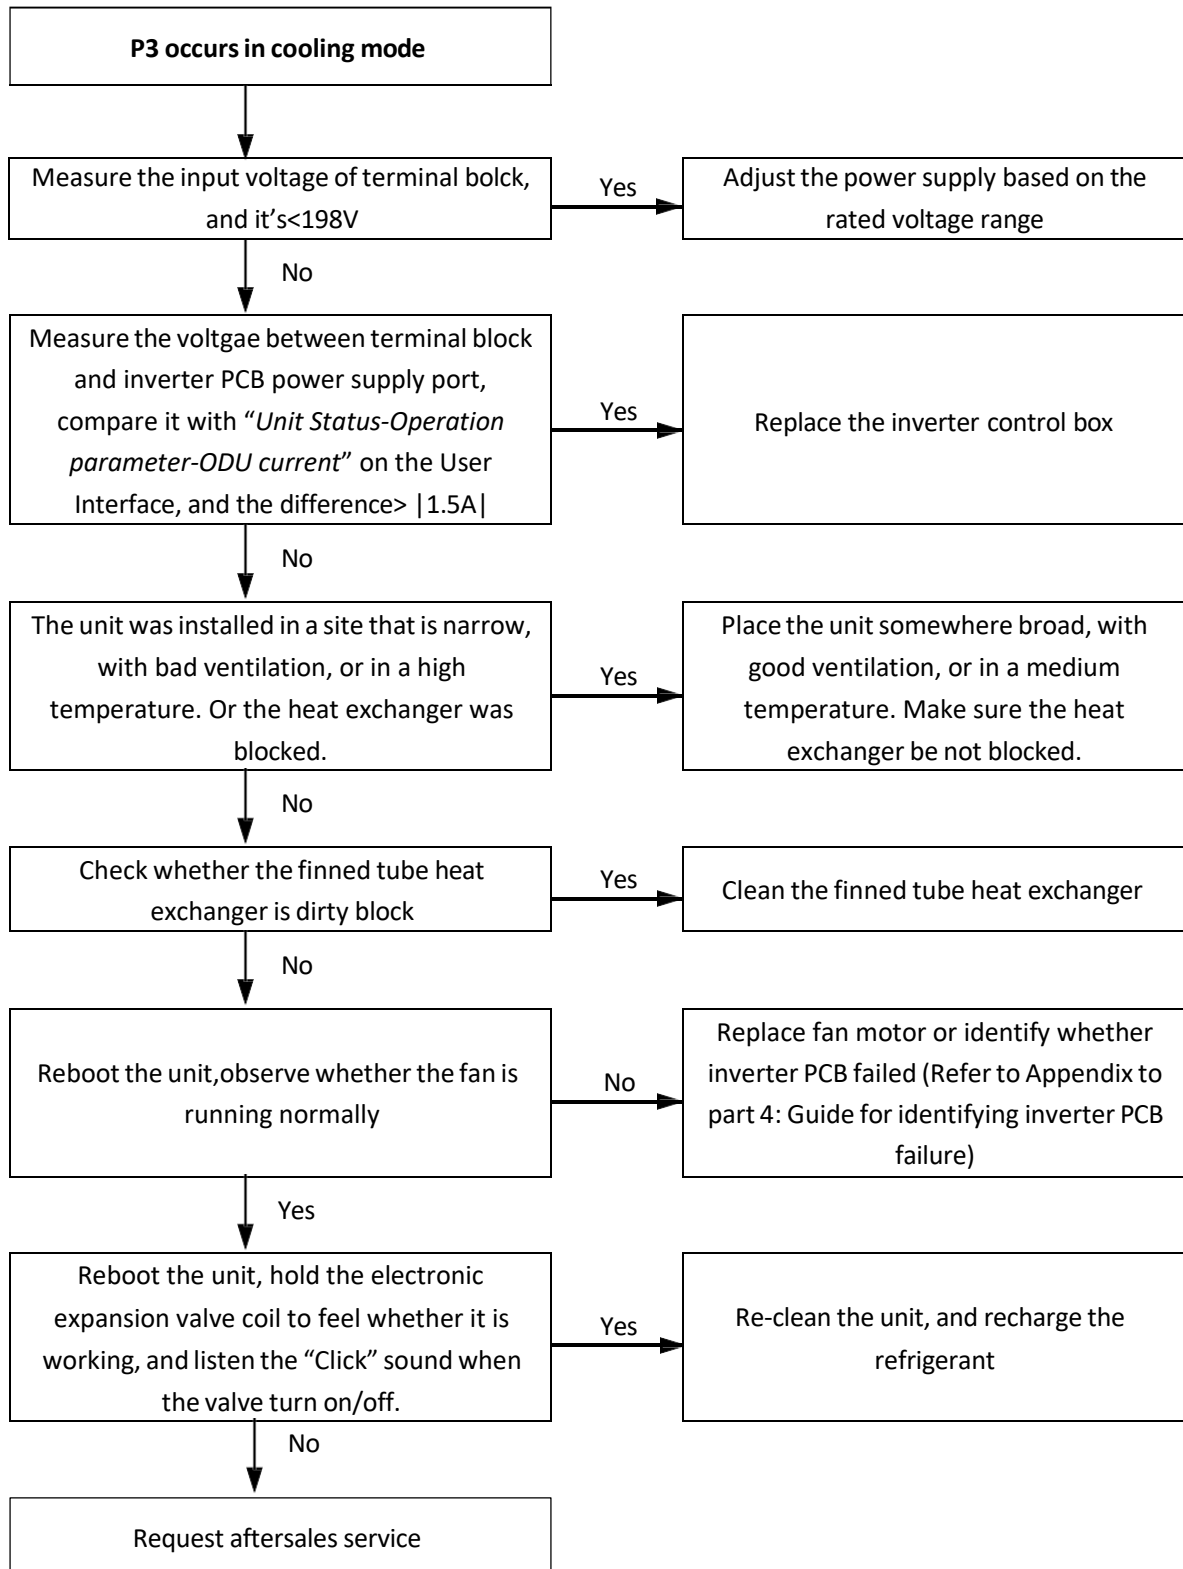 P3 occurs in cooling mode
Measure the input voltage of terminal bolck,
and it's<198V
Yes
Adjust the power supply based on the
rated voltage range
No
Measure the voltgae between terminal block
and inverter PCB power supply port,
compare it with “Unit Status-Operation
parameter-ODU current” on the User
Interface, and the difference> |1.5A|
Yes
Replace the inverter control box
No
The unit was installed in a site that is narrow,
with bad ventilation, or in a high
temperature. Or the heat exchanger was
blocked.
Yes
Place the unit somewhere broad, with
good ventilation, or in a medium
temperature. Make sure the heat
exchanger be not blocked.
No
Check whether the finned tube heat
exchanger is dirty block
Yes
Clean the finned tube heat exchanger
No
Reboot the unit,observe whether the fan is
running normally
No
Replace fan motor or identify whether
inverter PCB failed (Refer to Appendix to
part 4: Guide for identifying inverter PCB
failure)
Yes
Reboot the unit, hold the electronic
expansion valve coil to feel whether it is
working, and listen the “Click” sound when
the valve turn on/off.
Yes
Re-clean the unit, and recharge the
refrigerant
No
Request aftersales service